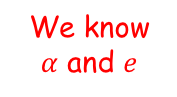 We know
α and e